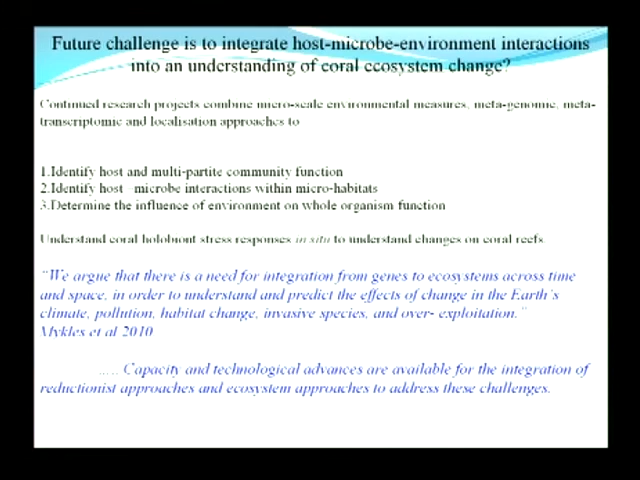 Future challenge is to integrate host-microbe-environment interactions
into an understanding of coral ecosystem change?
Continued research projects combine micro-scale environmental measures, meta-genomic, meta-
transcriptomic and localisation approaches to
1.Identify host and multi-partite community function
2.Identify host -microbe interactions within micro-habitats
3.Determine the influence of environment on whole organism function
Understand coral holobiont stress responses in situ to understand changes on coral reefs.
"We argue that there is a need for integration from genes to ecosystems across time
and space, in order to understand and predict the effects of change in the Earth's
climate, pollution, habitat change, invasive species, and over- exploitation."
Mykles et al 2010
..... Capacity and technological advances are available for the integration of
reductionist approaches and ecosystem approaches to address these challenges.